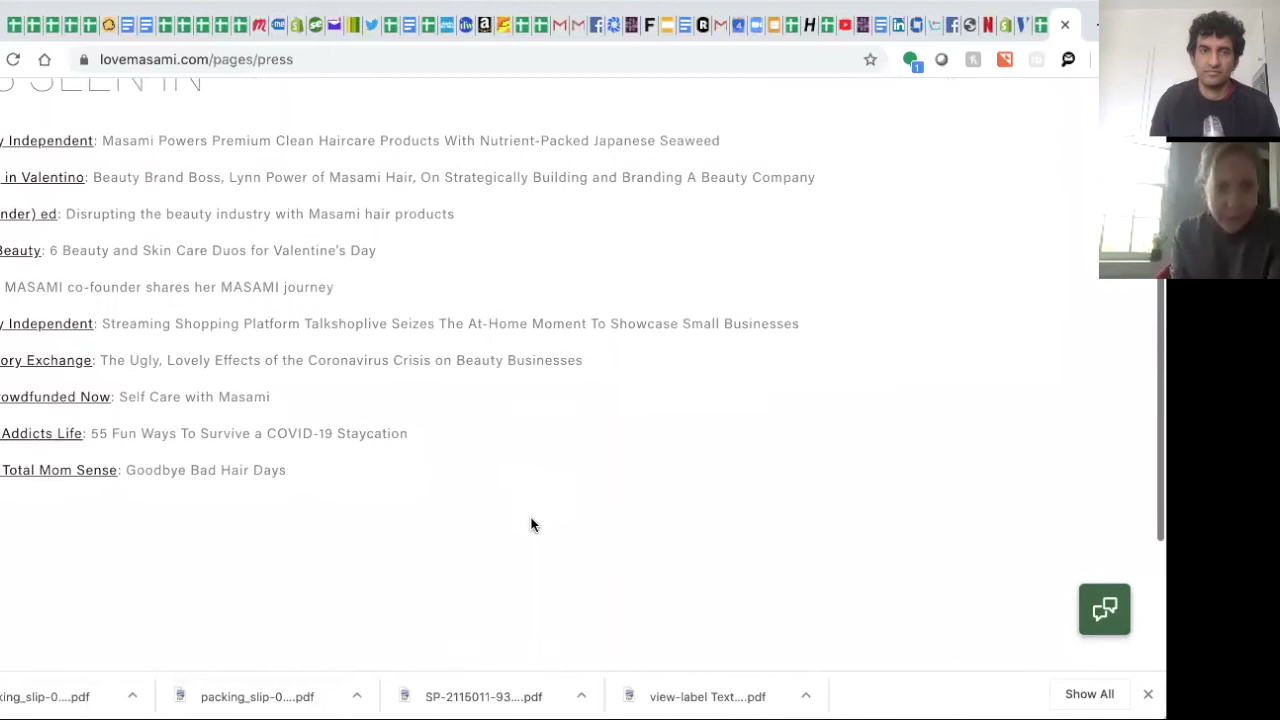 lovemasami.com/pages/press
1
S SEEN IN
y Independent: Masami Powers Premium Clean Haircare Products With Nutrient-Packed Japanese Seaweed
in Valentino: Beauty Brand Boss, Lynn Power of Masami Hair, On Strategically Building and Branding A Beauty Company
nder) ed: Disrupting the beauty industry with Masami hair products
Beauty: 6 Beauty and Skin Care Duos for Valentine's Day
MASAMI co-founder shares her MASAMI journey
y Independent: Streaming Shopping Platform Talkshoplive Seizes The At-Home Moment To Showcase Small Businesses
ory Exchange: The Ugly, Lovely Effects of the Coronavirus Crisis on Beauty Businesses
rowdfunded Now: Self Care with Masami
Addicts Life: 55 Fun Ways To Survive a COVID-19 Staycation
Total Mom Sense: Goodbye Bad Hair Days
king_slip-0....pdf packing_slip-0....pdf SP-2115011-93....pdf view-label Text....pdf Show All